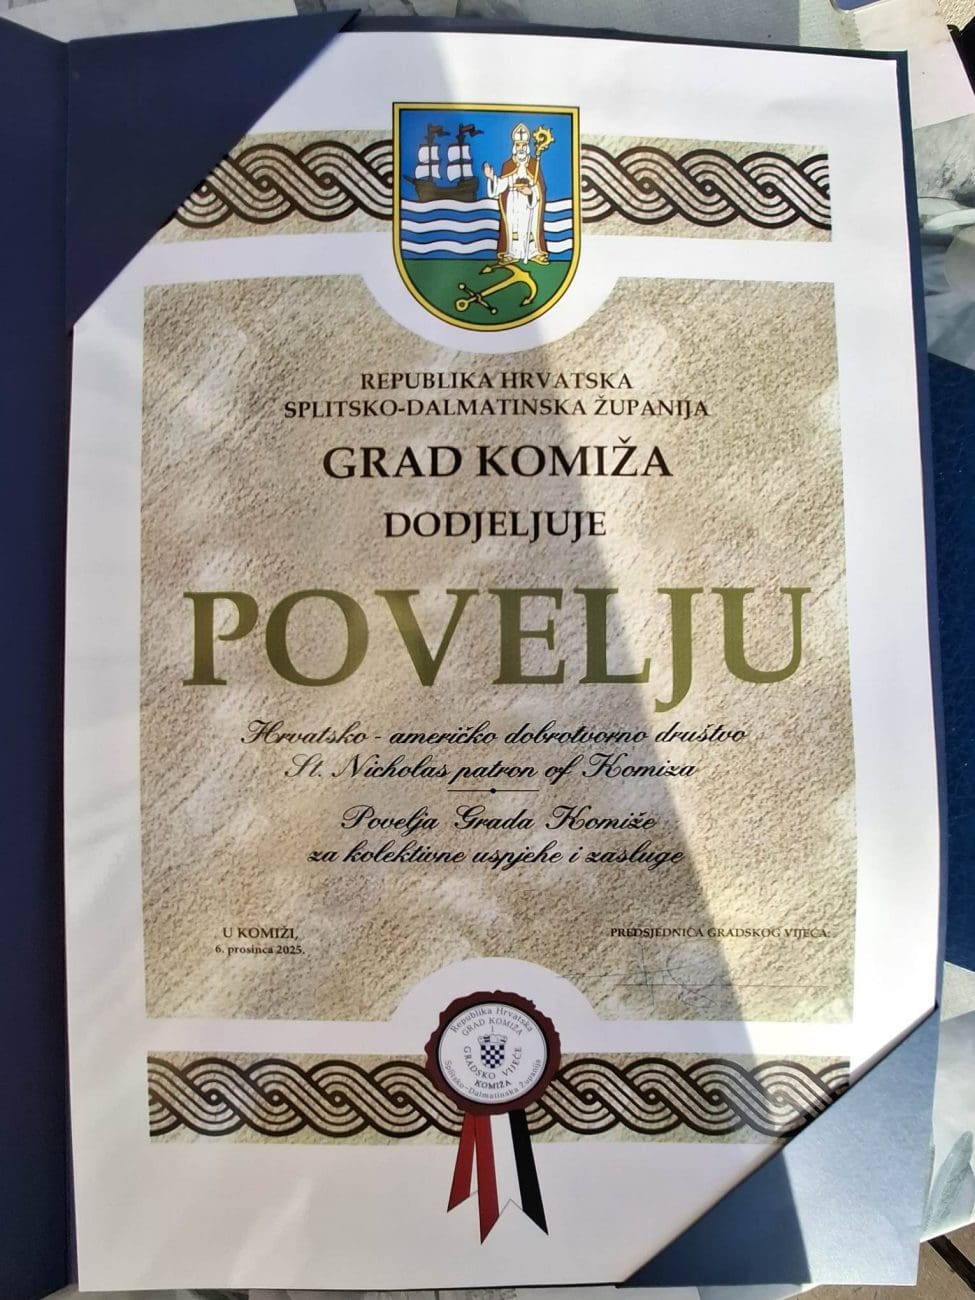 REPUBLIKA HRVATSKA
SPLITSKO-DALMATINSKA ŽUPANIJA
GRAD KOMIŽA
DODJELJUJE
POVELJU
Hrvatsko - američko dobrotvorno društvo
St. Nicholas patron of Komiza
Povelja Grada Komiže
za kolektivne uspjehe i zasluge
U KOMIŽI,
6. prosinca 2025.
PREDSJEDNICA GRADSKOG VIJEĆA:
Republika Hrvatska
GRAD KOMIŽA
1
GRADSKO VIJEĆE
KOMIŽA
Splitsko-Dalmatinska Županija